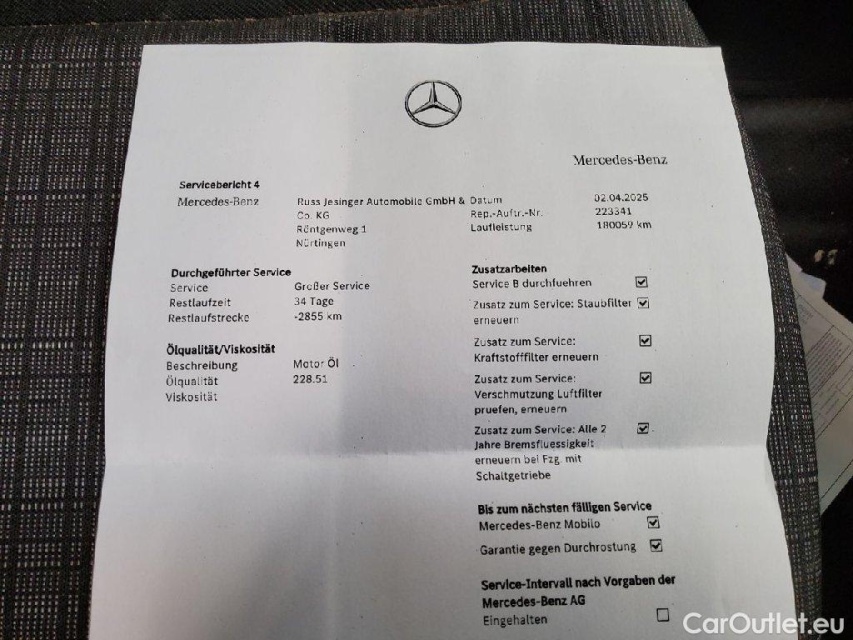 Mercedes-Benz
Servicebericht 4
Mercedes-Benz
Russ Jesinger Automobile GmbH &
Co. KG
Röntgenweg 1
Nürtingen
Datum 02.04.2025
Rep.-Auftr.-Nr. 223341
Laufleistung 180059 km
Durchgeführter Service
Service Großer Service
Restlaufzeit 34 Tage
Restlaufstrecke -2855 km
Ölqualität/Viskosität
Beschreibung Motor Öl
Ölqualität 228.51
Viskosität
Zusatzarbeiten
Service B durchfuehren
Zusatz zum Service: Staubfilter
erneuern
Zusatz zum Service:
Kraftstofffilter erneuern
Zusatz zum Service:
Verschmutzung Luftfilter
pruefen, erneuern
Zusatz zum Service: Alle 2
Jahre Bremsfluessigkeit
erneuern bei Fzg. mit
Schaltgetriebe
Bis zum nächsten fälligen Service
Mercedes-Benz Mobilo
Garantie gegen Durchrostung
Service-Intervall nach Vorgaben der
Mercedes-Benz AG
Eingehalten
CarOutlet.eu